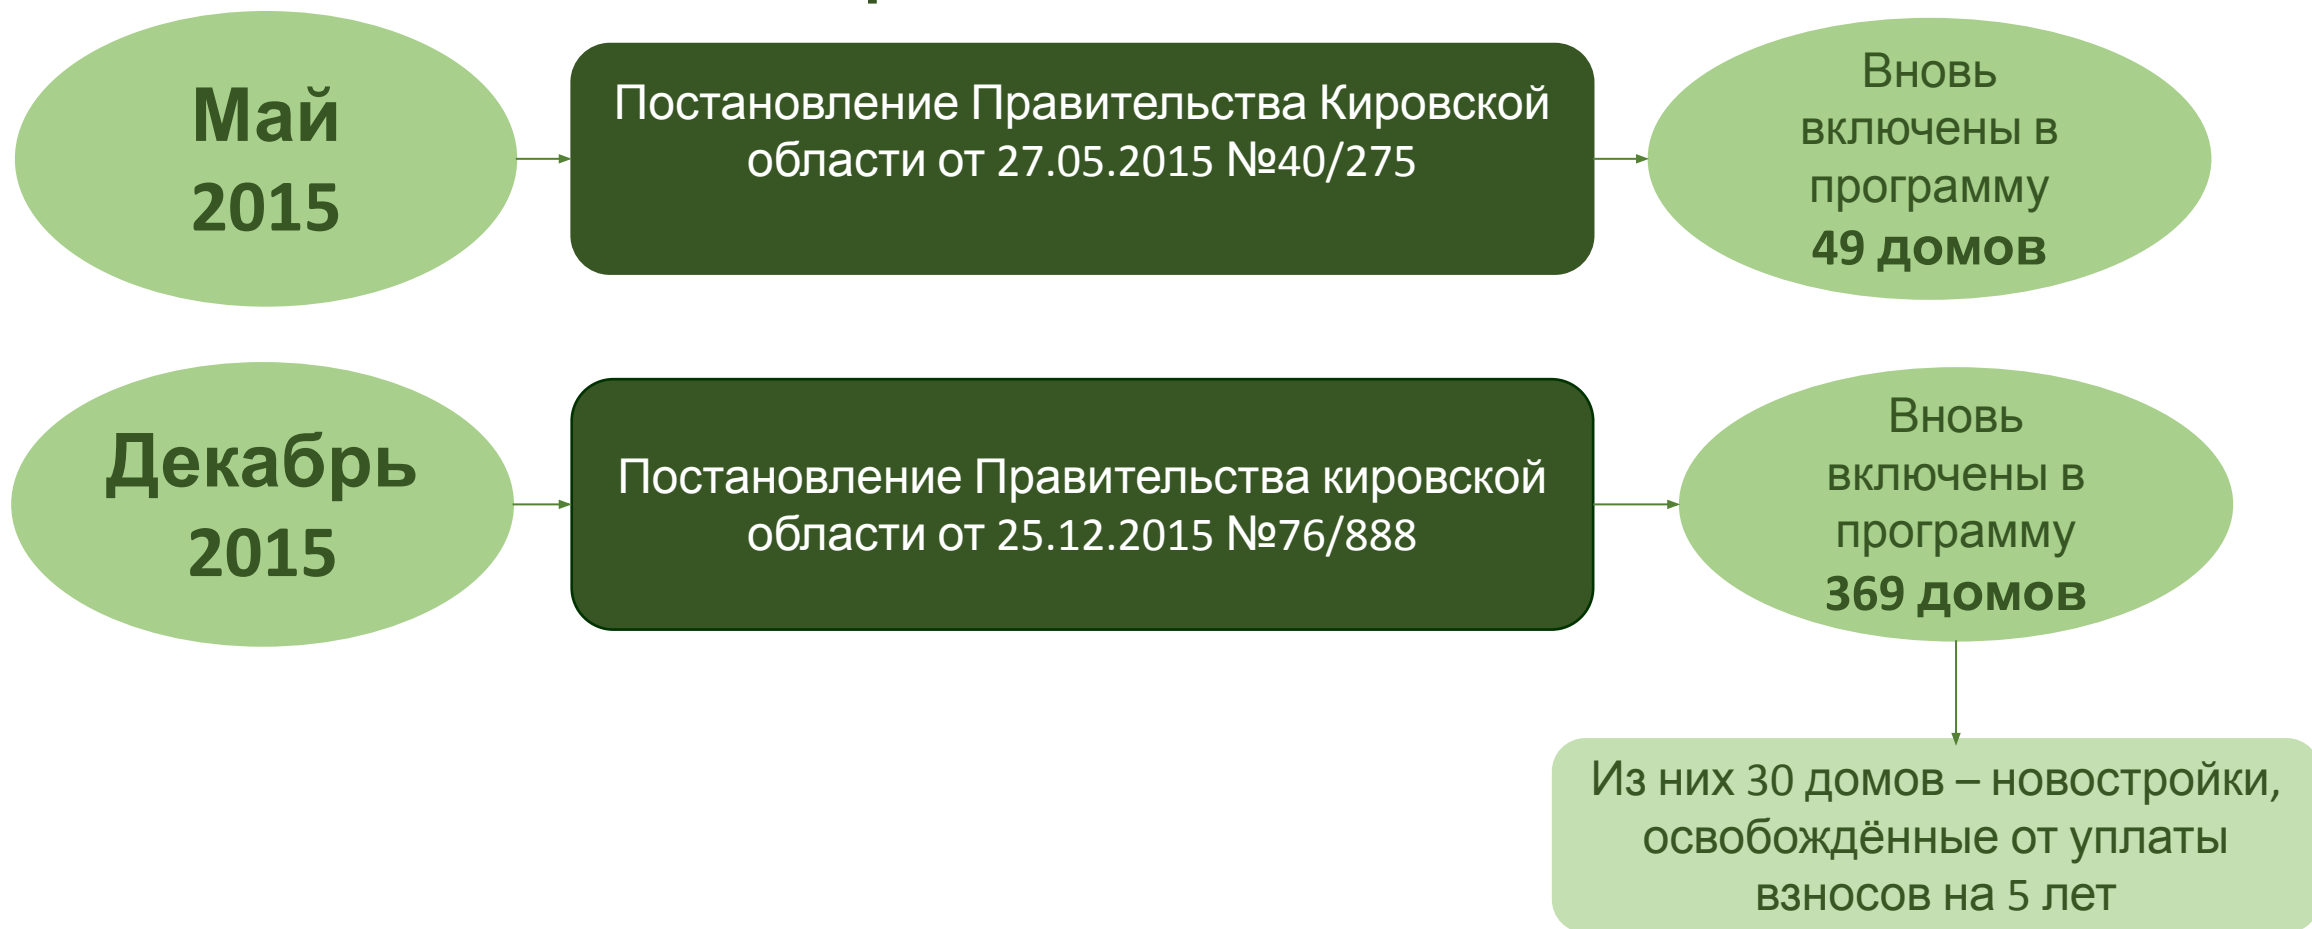 Май
2015
Постановление Правительства Кировской
области от 27.05.2015 №40/275
Вновь
включены в
программу
49 домов
Декабрь
2015
Постановление Правительства кировской
области от 25.12.2015 №76/888
Вновь
включены в
программу
369 домов
Из них 30 домов – новостройки,
освобождённые от уплаты
взносов на 5 лет